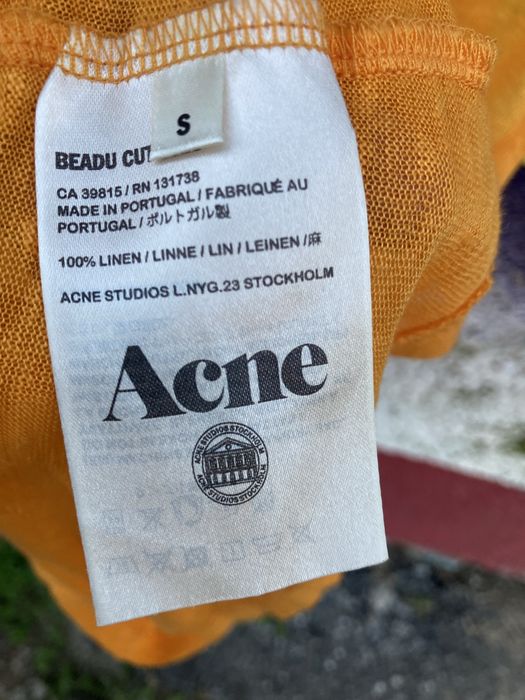 S
BEADU CUT
CA 39815 / RN 131738
MADE IN PORTUGAL / FABRIQUÉ AU
PORTUGAL / ポルトガル製
100% LINEN / LINNE / LIN / LEINEN /麻
ACNE STUDIOS L.NYG.23 STOCKHOLM
Acne
ACNE STUDIOS STOCKHOLM
ACNE STUDIOS STOCKHOLM